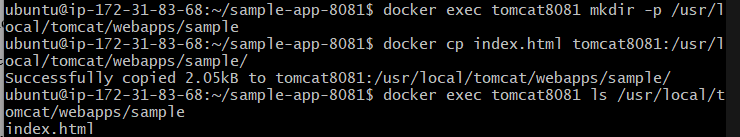 ubuntu@ip-172-31-83-68:~/sample-app-8081$ docker exec tomcat8081 mkdir -p /usr/l
ocal/tomcat/webapps/sample
ubuntu@ip-172-31-83-68:~/sample-app-8081$ docker cp index.html tomcat8081:/usr/l
ocal/tomcat/webapps/sample/
Successfully copied 2.05kB to tomcat8081:/usr/local/tomcat/webapps/sample/
ubuntu@ip-172-31-83-68:~/sample-app-8081$ docker exec tomcat8081 ls /usr/local/t
omcat/webapps/sample
index.html